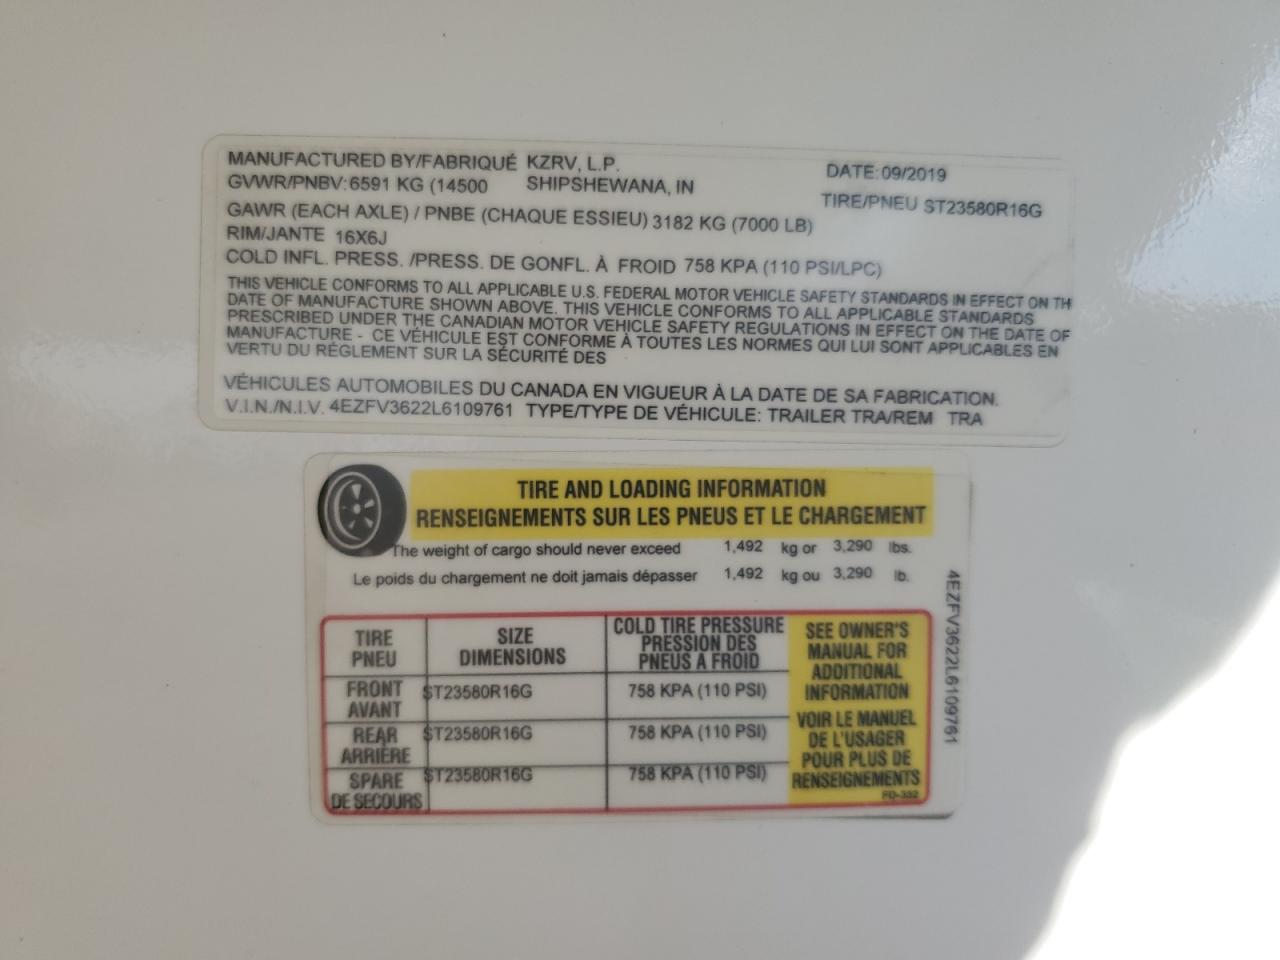 MANUFACTURED BY/FABRIQUÉ KZRV, L.P. DATE:09/2019
GVWR/PNBV:6591 KG (14500 SHIPSHEWANA, IN TIRE/PNEU ST23580R16G
GAWR (EACH AXLE) / PNBE (CHAQUE ESSIEU) 3182 KG (7000 LB)
RIM/JANTE 16X6J
COLD INFL. PRESS. /PRESS. DE GONFL. À FROID 758 KPA (110 PSI/LPC)
THIS VEHICLE CONFORMS TO ALL APPLICABLE U.S. FEDERAL MOTOR VEHICLE SAFETY STANDARDS IN EFFECT ON TH
DATE OF MANUFACTURE SHOWN ABOVE. THIS VEHICLE CONFORMS TO ALL APPLICABLE STANDARDS
PRESCRIBED UNDER THE CANADIAN MOTOR VEHICLE SAFETY REGULATIONS IN EFFECT ON THE DATE OF
MANUFACTURE - CE VÉHICULE EST CONFORME À TOUTES LES NORMES QUI LUI SONT APPLICABLES EN
VERTU DU RÉGLEMENT SUR LA SÉCURITÉ DES
VÉHICULES AUTOMOBILES DU CANADA EN VIGUEUR À LA DATE DE SA FABRICATION.
V.I.N./N.I.V. 4EZFV3622L6109761 TYPE/TYPE DE VÉHICULE: TRAILER TRA/REM TRA
TIRE AND LOADING INFORMATION
RENSEIGNEMENTS SUR LES PNEUS ET LE CHARGEMENT
The weight of cargo should never exceed 1,492 kg or 3,290 lbs.
Le poids du chargement ne doit jamais dépasser 1,492 kg ou 3,290 lb.
TIRE
PNEU
SIZE
DIMENSIONS
COLD TIRE PRESSURE
PRESSION DES
PNEUS A FROID
FRONT
AVANT
ST23580R16G
758 KPA (110 PSI)
REAR
ARRIÈRE
ST23580R16G
758 KPA (110 PSI)
SPARE
DE SECOURS
ST23580R16G
758 KPA (110 PSI)
SEE OWNER'S
MANUAL FOR
ADDITIONAL
INFORMATION
VOIR LE MANUEL
DE L'USAGER
POUR PLUS DE
RENSEIGNEMENTS
FD-332
4EZFV3622L6109761